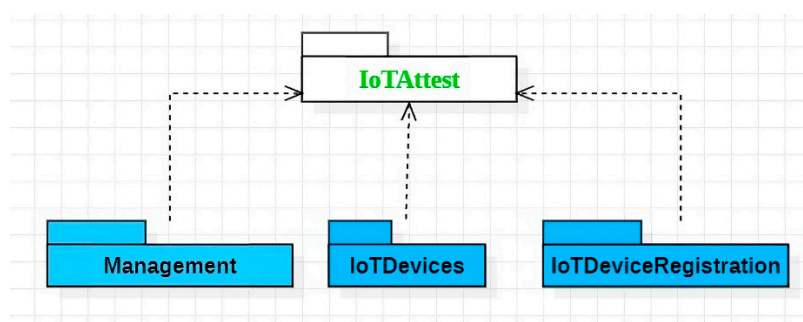 IoTAttest
Management
IoTDevices
IoTDeviceRegistration